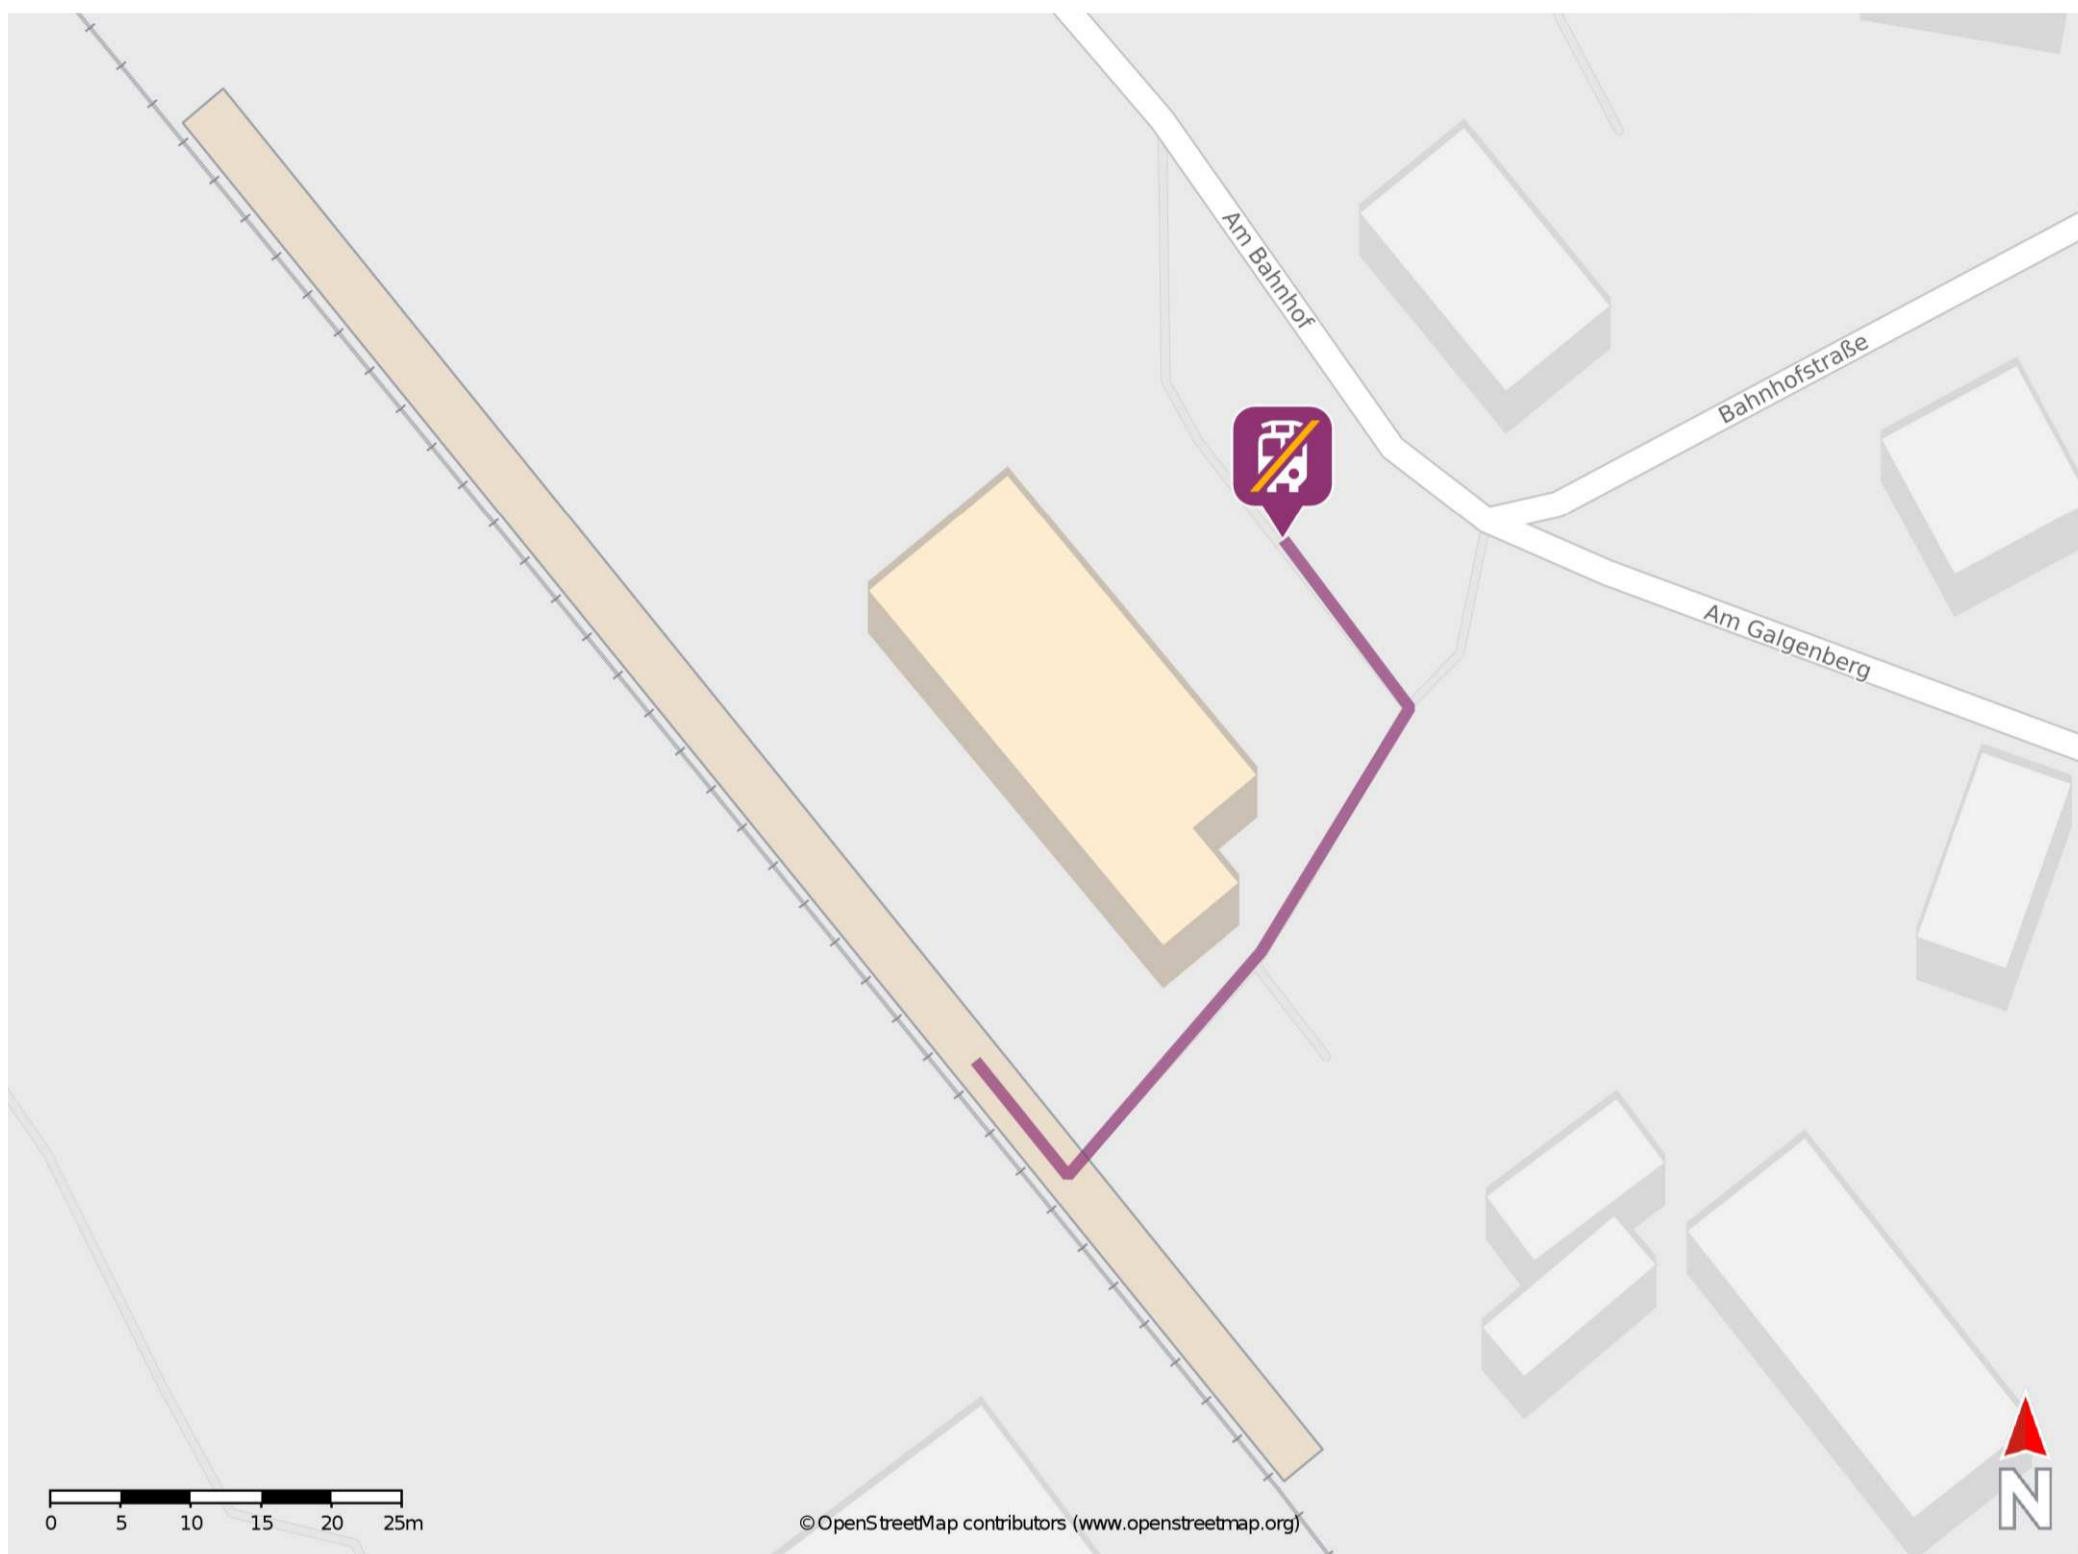 Am Bahnhof
Bahnhofstraße
Am Galgenberg
0 5 10 15 20 25m
©OpenStreetMap contributors (www.openstreetmap.org)
N